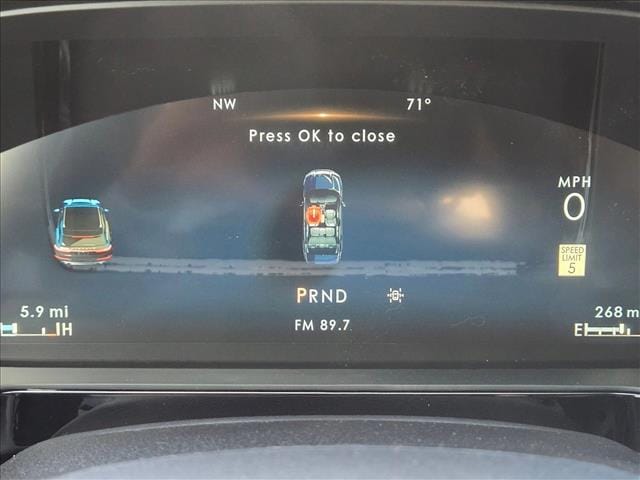 NW 71°
Press OK to close
MPH
0
SPEED
LIMIT
5
PRND
5.9 mi 268 m
H E
FM 89.7